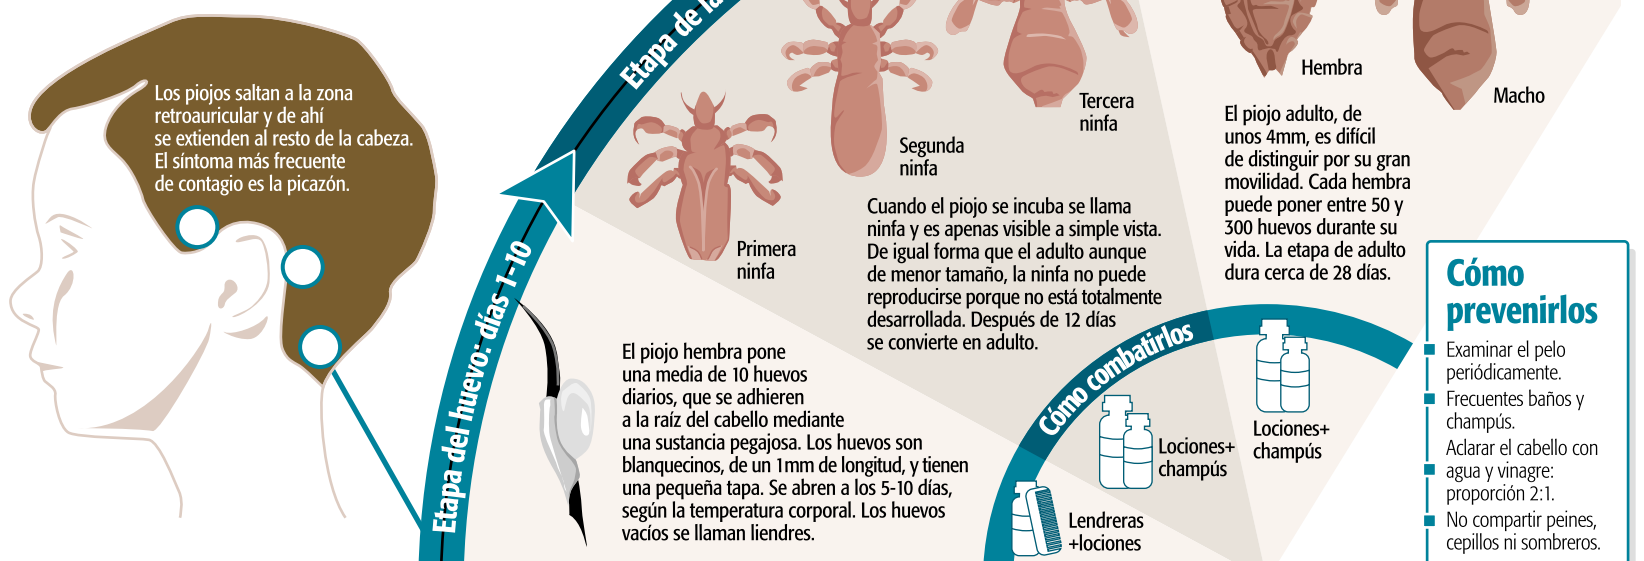 Los piojos saltan a la zona
retroauricular y de ahí
se extienden al resto de la cabeza.
El síntoma más frecuente
de contagio es la picazón.
Etapa del huevo: días 1-10
Etapa de la
Primera
ninfa
Segunda
ninfa
Tercera
ninfa
Hembra
Macho
El piojo hembra pone
una media de 10 huevos
diarios, que se adhieren
a la raíz del cabello mediante
una sustancia pegajosa. Los huevos son
blanquecinos, de un 1mm de longitud, y tienen
una pequeña tapa. Se abren a los 5-10 días,
según la temperatura corporal. Los huevos
vacíos se llaman liendres.
Cuando el piojo se incuba se llama
ninfa y es apenas visible a simple vista.
De igual forma que el adulto aunque
de menor tamaño, la ninfa no puede
reproducirse porque no está totalmente
desarrollada. Después de 12 días
se convierte en adulto.
El piojo adulto, de
unos 4mm, es difícil
de distinguir por su gran
movilidad. Cada hembra
puede poner entre 50 y
300 huevos durante su
vida. La etapa de adulto
dura cerca de 28 días.
Cómo combatirlos
Lendreras
+lociones
Lociones+
champús
Lociones+
champús
Cómo
prevenirlos
Examinar el pelo
periódicamente.
Frecuentes baños y
champús.
Aclarar el cabello con
agua y vinagre:
proporción 2:1.
No compartir peines,
cepillos ni sombreros.